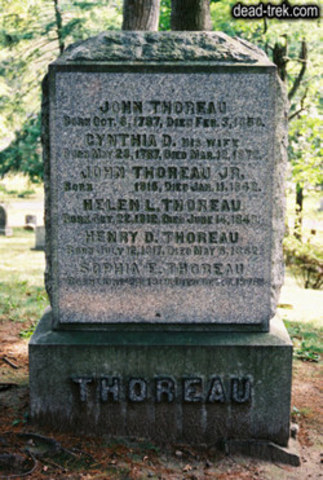 dead-trek.com
JOHN THOREAU
BORN OCT. 8, 1787, DIED FEB. 3,
CYNTHIA D. HIS WIFE
BORN MAY 28, 1787, DIED MAR. 12, 1872.
JOHN THOREAU JR.
BORN 1815, DIED JAN. 11, 1842.
HELEN L. THOREAU
BORN OCT. 22, 1812, DIED JUNE 14,
HENRY D. THOREAU
BORN JULY 12, 1817, DIED MAY 6, 1862.
SOPHIA E. THOREAU
THOREAU